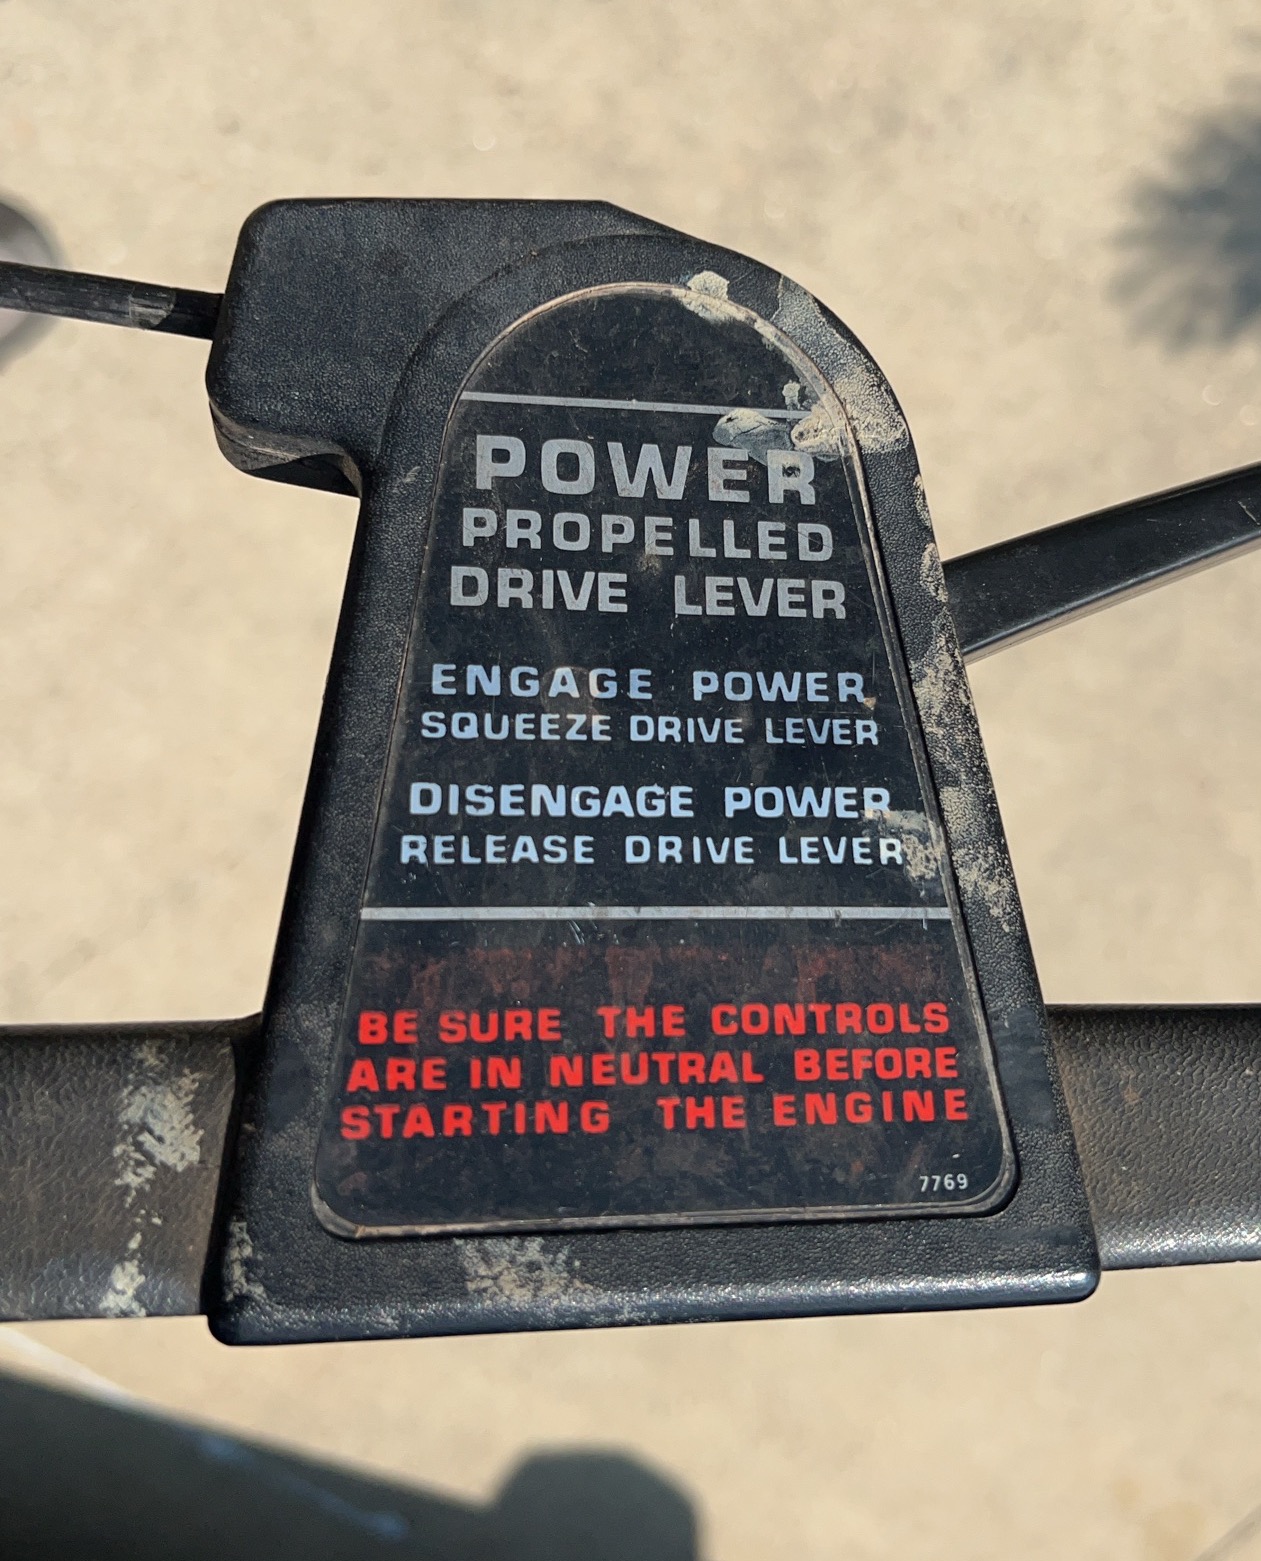 POWER
PROPELLED
DRIVE LEVER
ENGAGE POWER
SQUEEZE DRIVE LEVER
DISENGAGE POWER
RELEASE DRIVE LEVER
BE SURE THE CONTROLS
ARE IN NEUTRAL BEFORE
STARTING THE ENGINE
7769